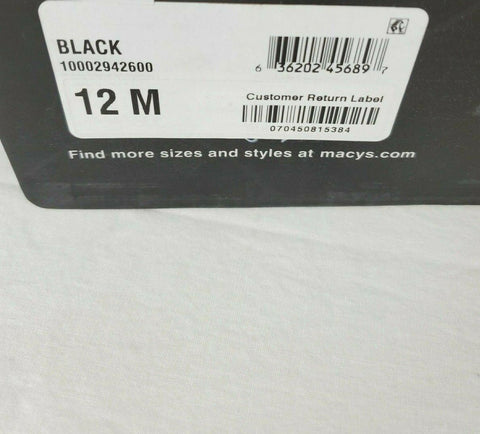 BLACK
10002942600
6 36202 45689 7
12 M
Customer Return Label
070450815384
Find more sizes and styles at macys.com